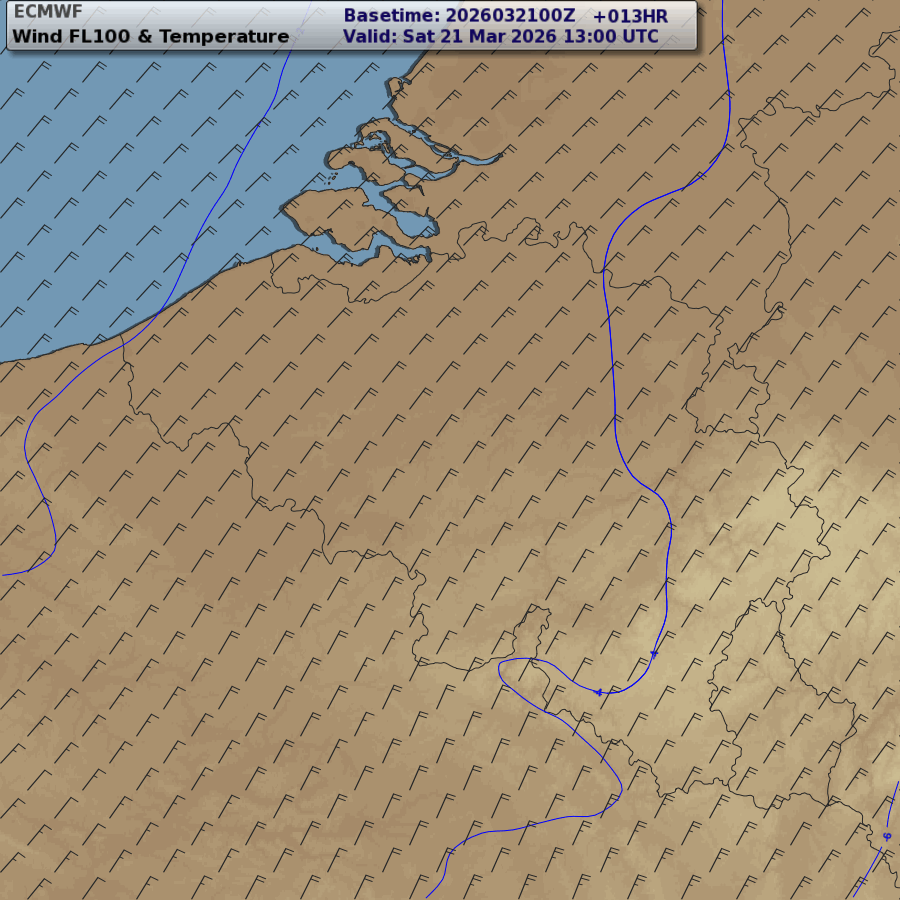 ECMWF
Basetime: 2026032100Z +013HR
Wind FL100 & Temperature
Valid: Sat 21 Mar 2026 13:00 UTC